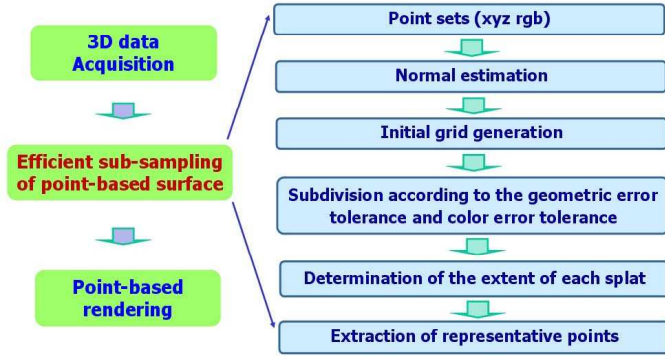 3D data
Acquisition
Efficient sub-sampling
of point-based surface
Point-based
rendering
Point sets (xyz rgb)
Normal estimation
Initial grid generation
Subdivision according to the geometric error
tolerance and color error tolerance
Determination of the extent of each splat
Extraction of representative points